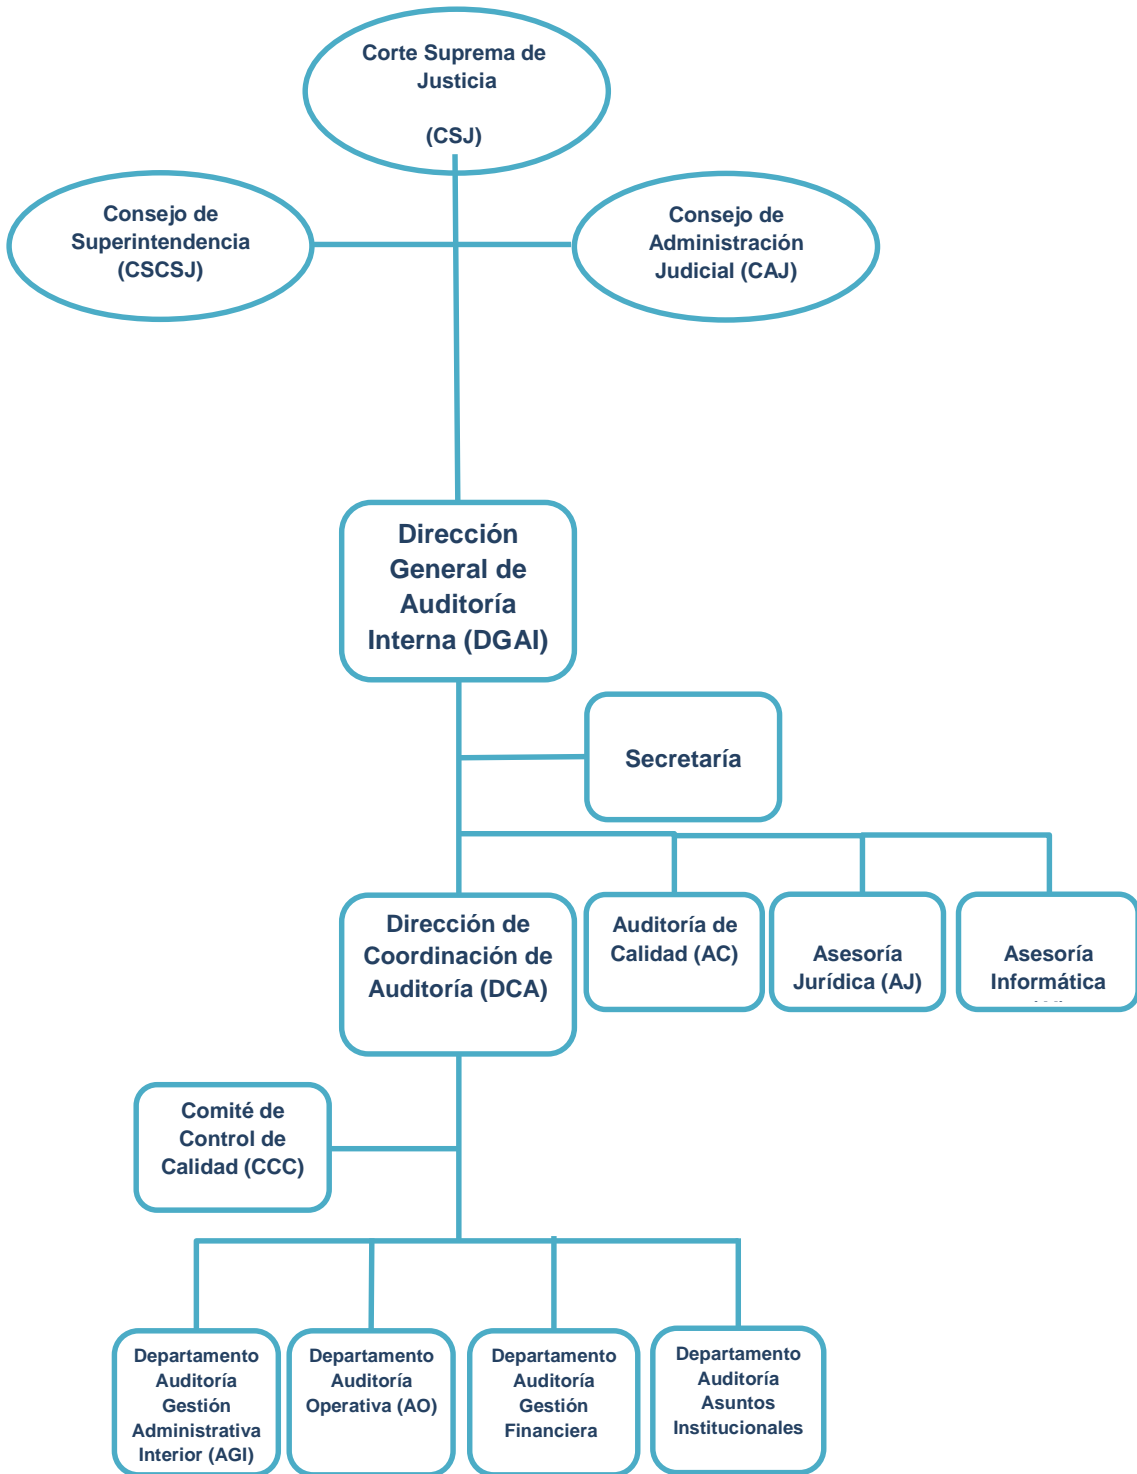 Corte Suprema de
Justicia
(CSJ)
Consejo de
Superintendencia
(CSCSJ)
Consejo de
Administración
Judicial (CAJ)
Dirección
General de
Auditoría
Interna (DGAI)
Secretaría
Dirección de
Coordinación de
Auditoría (DCA)
Auditoría de
Calidad (AC)
Asesoría
Jurídica (AJ)
Asesoría
Informática
Comité de
Control de
Calidad (CCC)
Departamento
Auditoría
Gestión
Administrativa
Interior (AGI)
Departamento
Auditoría
Operativa (AO)
Departamento
Auditoría
Gestión
Financiera
Departamento
Auditoría
Asuntos
Institucionales